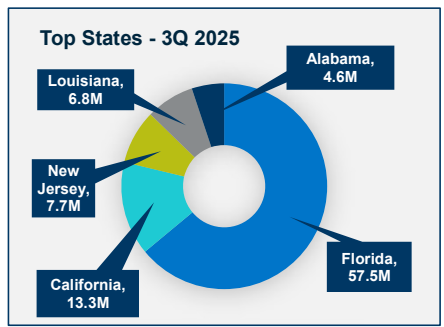 Top States - 3Q 2025
Alabama,
4.6M
Louisiana,
6.8M
New
Jersey,
7.7M
California,
13.3M
Florida,
57.5M